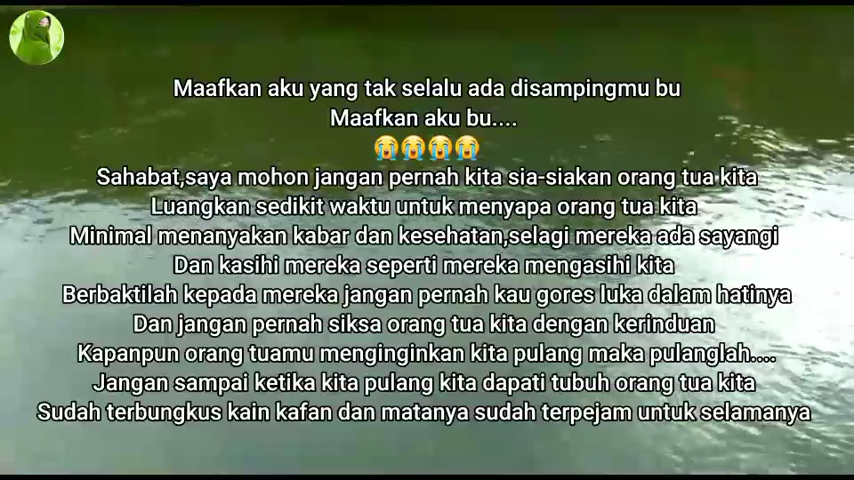 Maafkan aku yang tak selalu ada disampingmu bu
Maafkan aku bu....
😭😭😭😭
Sahabat,saya mohon jangan pernah kita sia-siakan orang tua kita
Luangkan sedikit waktu untuk menyapa orang tua kita
Minimal menanyakan kabar dan kesehatan,selagi mereka ada sayangi
Dan kasihi mereka seperti mereka mengasihi kita
Berbaktilah kepada mereka jangan pernah kau gores luka dalam hatinya
Dan jangan pernah siksa orang tua kita dengan kerinduan
Kapanpun orang tuamu menginginkan kita pulang maka pulanglah....
Jangan sampai ketika kita pulang kita dapati tubuh orang tua kita
Sudah terbungkus kain kafan dan matanya sudah terpejam untuk selamanya